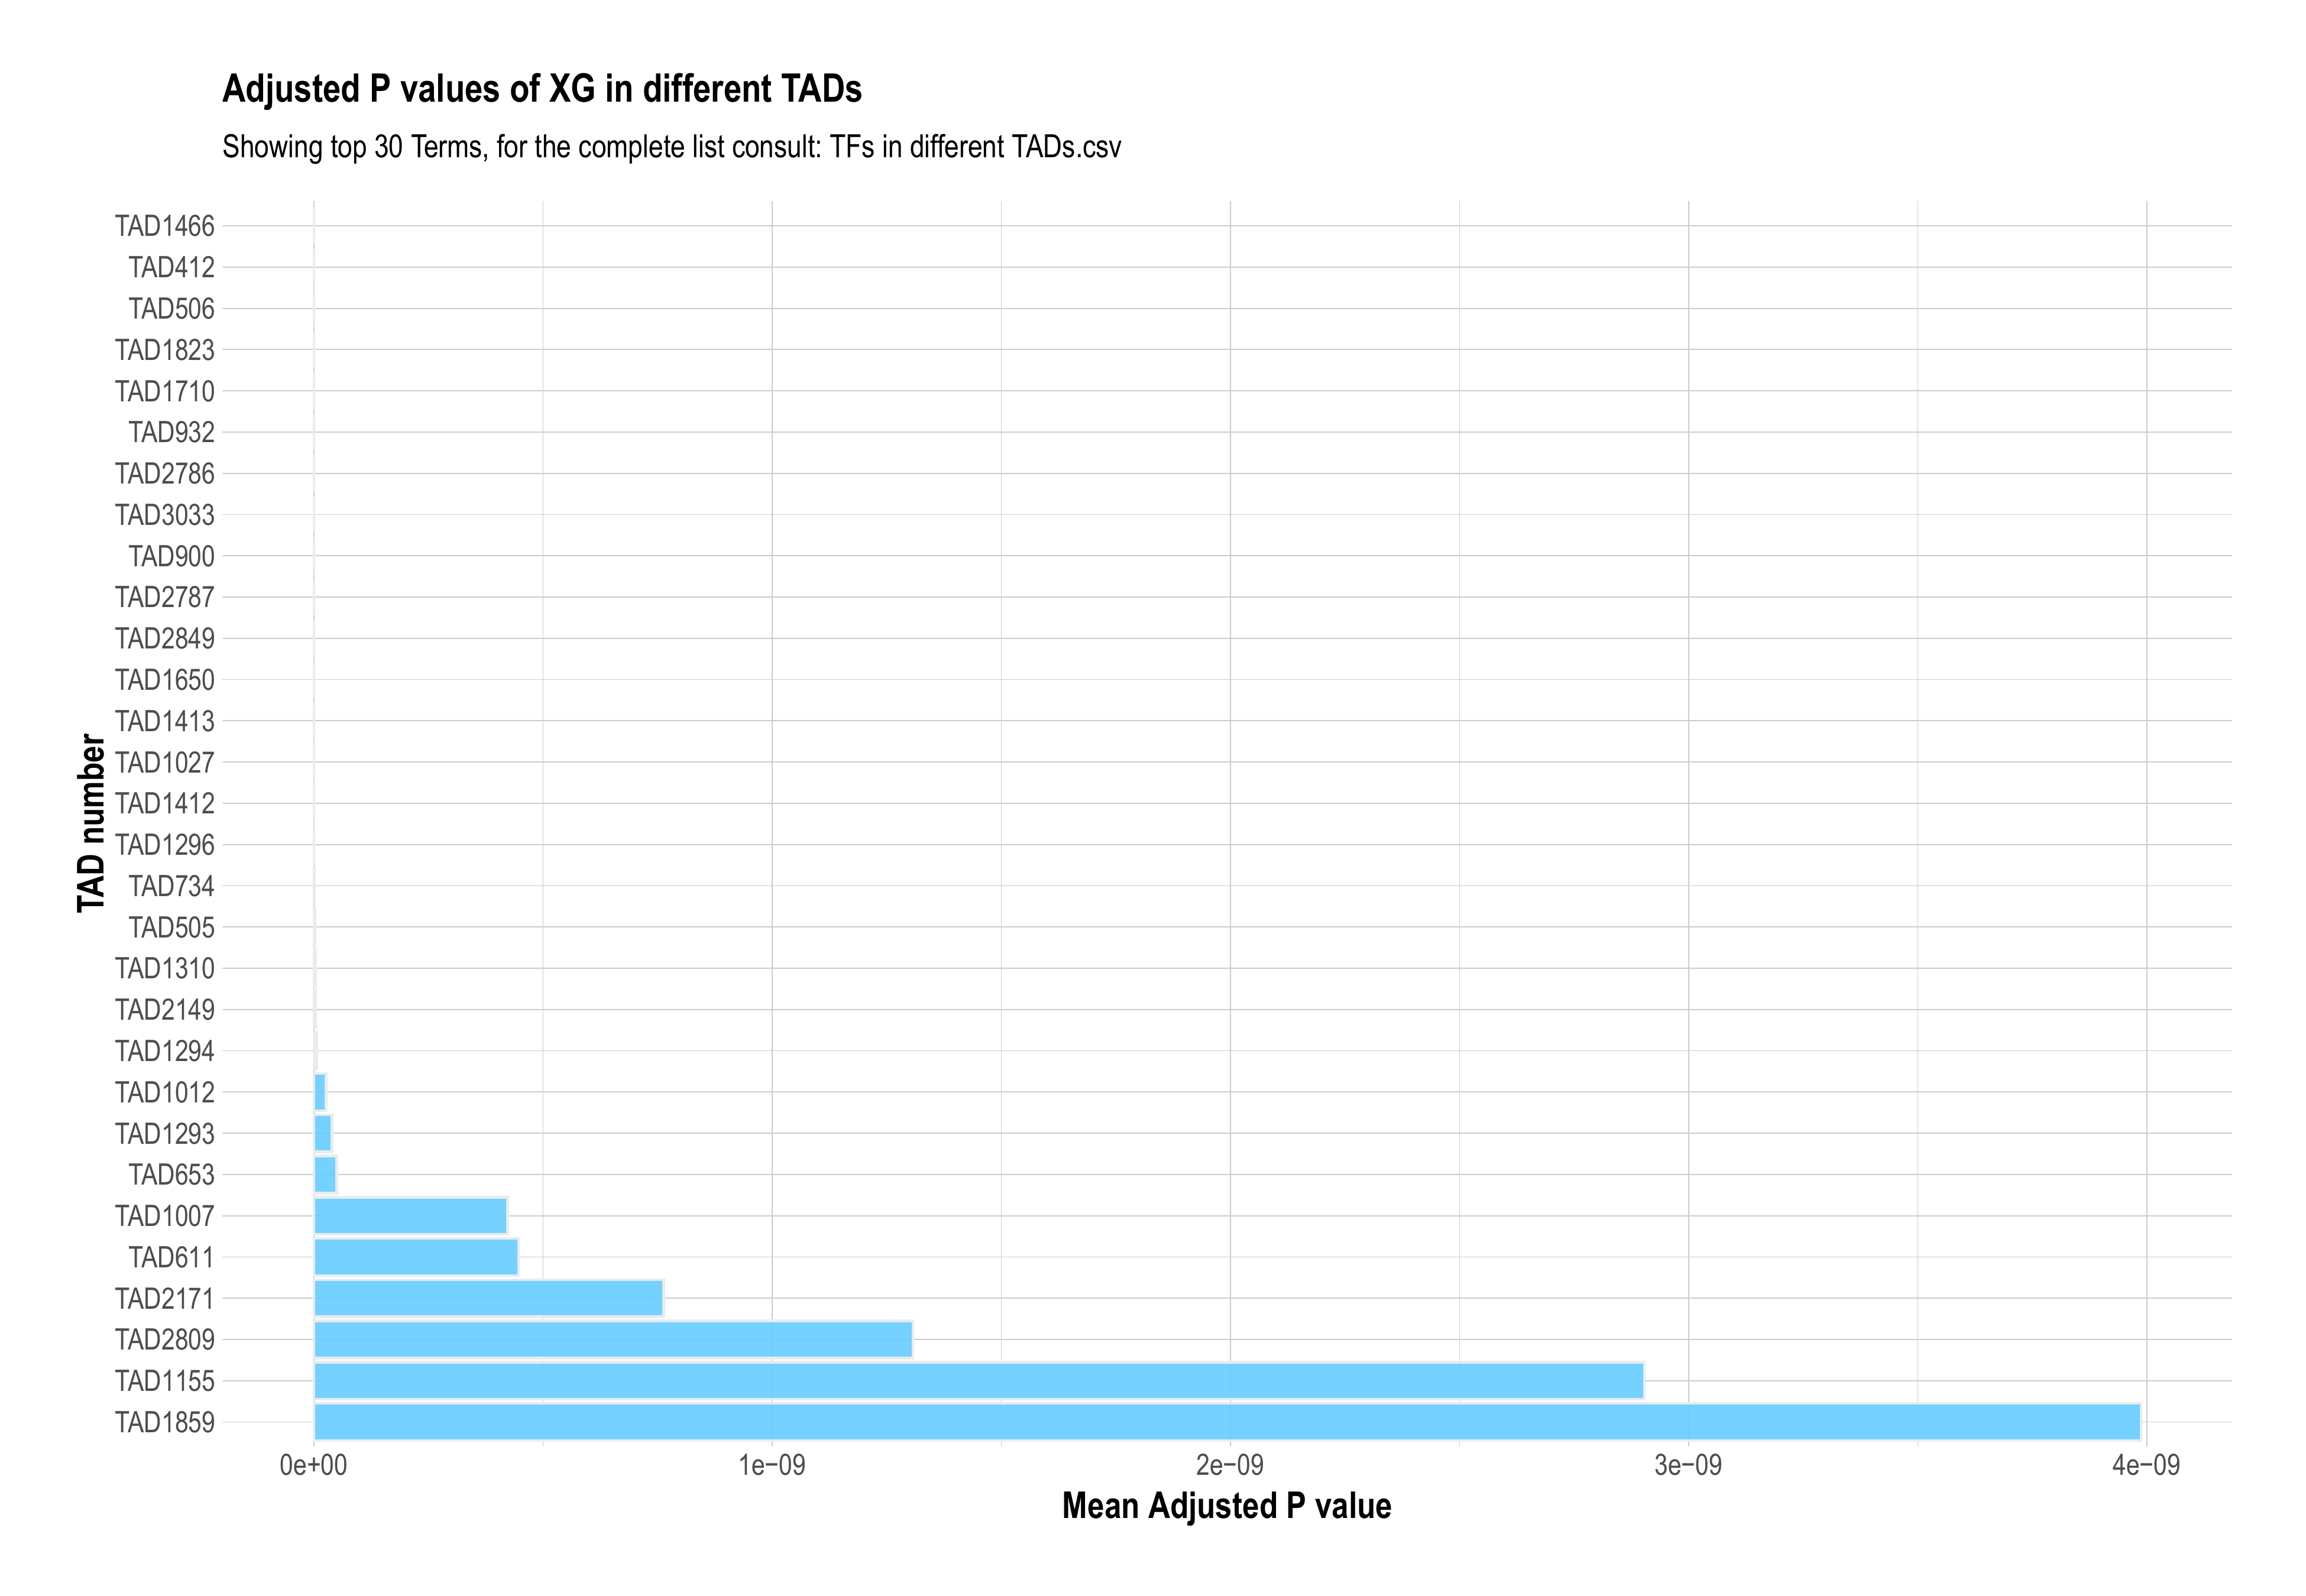 Adjusted P values of XG in different TADs
Showing top 30 Terms, for the complete list consult: TFs in different TADs.csv
TAD number
TAD1466
TAD412
TAD506
TAD1823
TAD1710
TAD932
TAD2786
TAD3033
TAD900
TAD2787
TAD2849
TAD1650
TAD1413
TAD1027
TAD1412
TAD1296
TAD734
TAD505
TAD1310
TAD2149
TAD1294
TAD1012
TAD1293
TAD653
TAD1007
TAD611
TAD2171
TAD2809
TAD1155
TAD1859
0e+00 1e−09 2e−09 3e−09 4e−09
Mean Adjusted P value